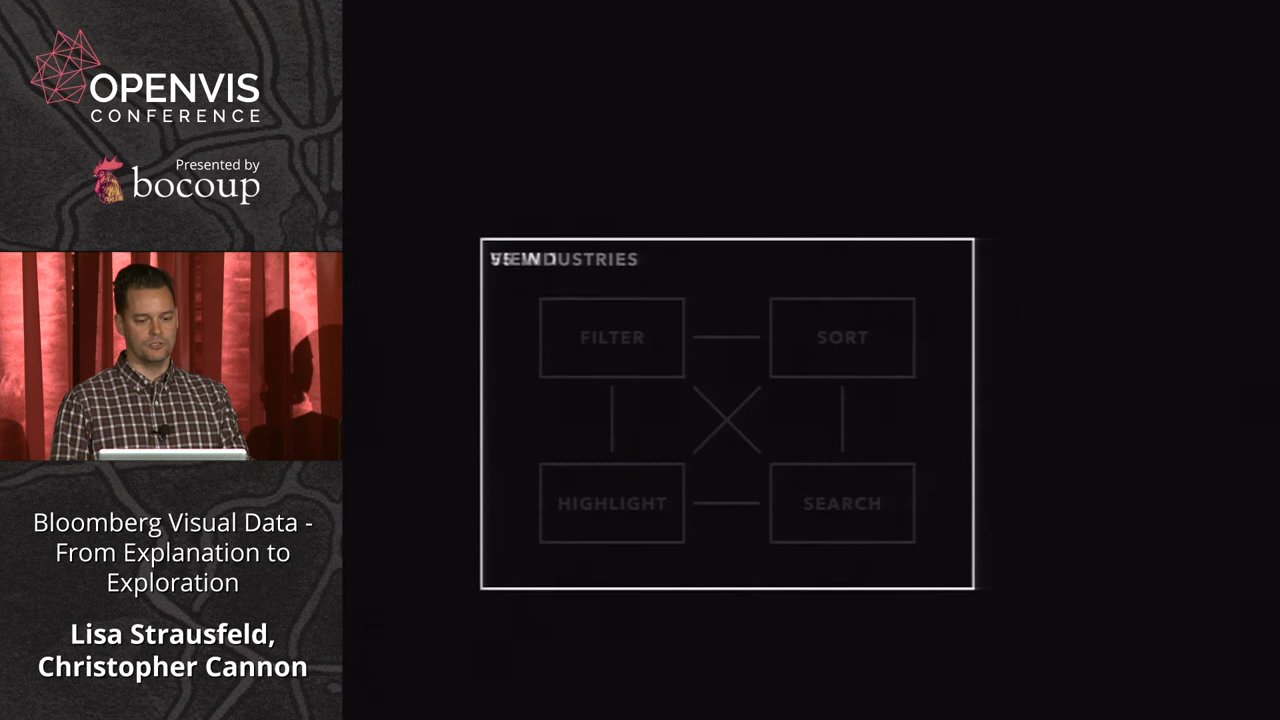 OPENVIS
CONFERENCE
Presented by
bocoup
Bloomberg Visual Data -
From Explanation to
Exploration
Lisa Strausfeld,
Christopher Cannon
FILTER
SORT
HIGHLIGHT
SEARCH